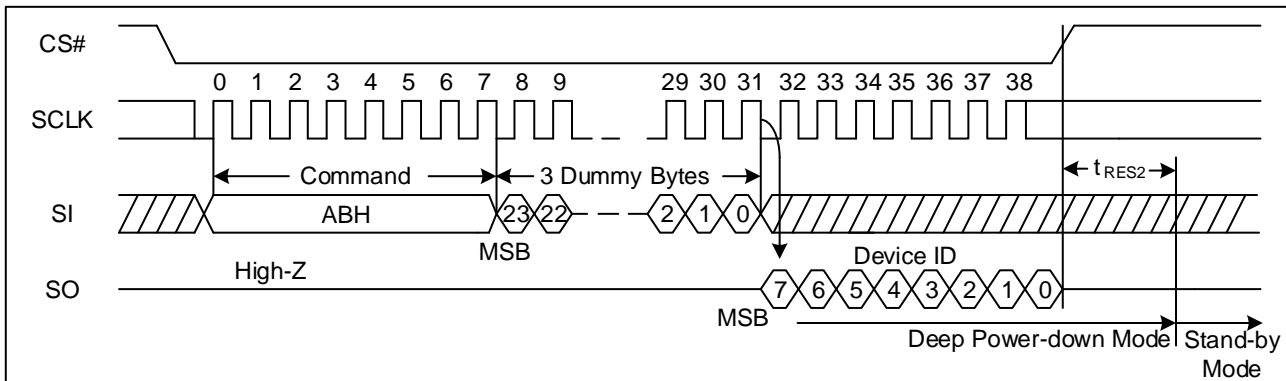 CS#
0 1 2 3 4 5 6 7 8 9 29 30 31 32 33 34 35 36 37 38
SCLK
Command 3 Dummy Bytes tRES2
SI ABH 23 22 2 1 0
MSB
High-Z Device ID
SO 7 6 5 4 3 2 1 0
MSB
Deep Power-down Mode Stand-by
Mode